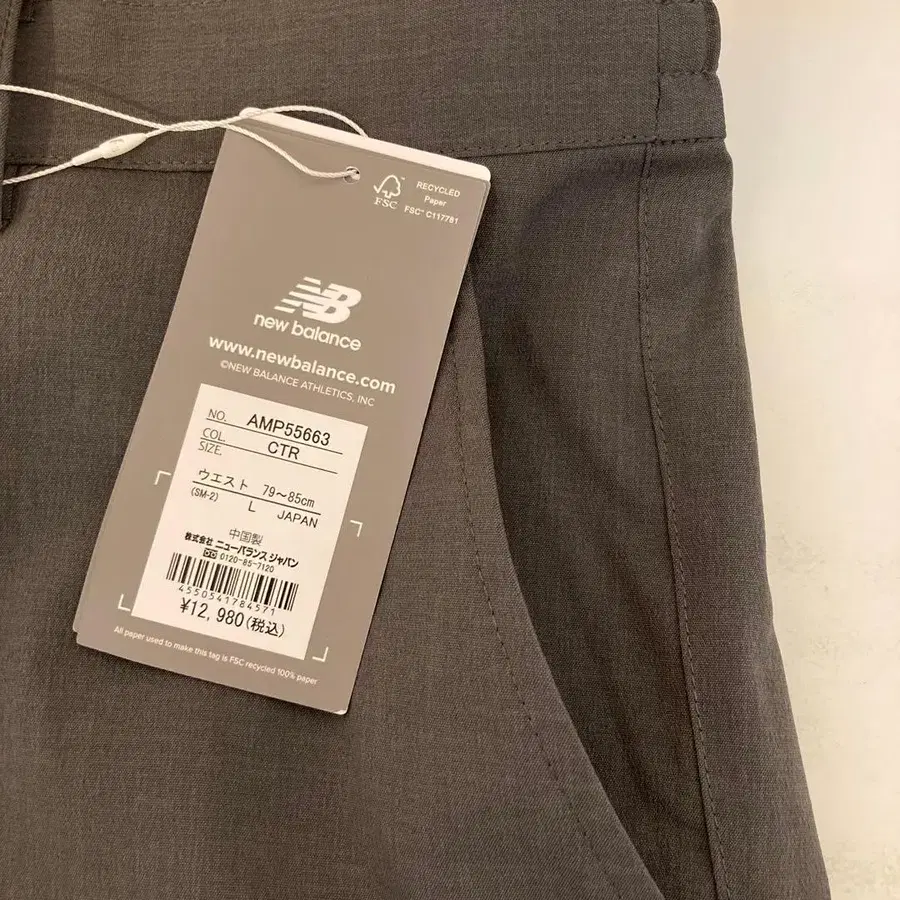 FSC
RECYCLED
Paper
FSC® C117781
new balance
www.newbalance.com
©NEW BALANCE ATHLETICS, INC
NO. AMP55663
COL. CTR
SIZE.
ウエスト 79〜85cm
(SM-2) L JAPAN
中国製
株式会社 ニューバランス ジャパン
0120-85-7120
4550541784571
¥12,980(税込)
All paper used to make this tag is FSC recycled 100% paper